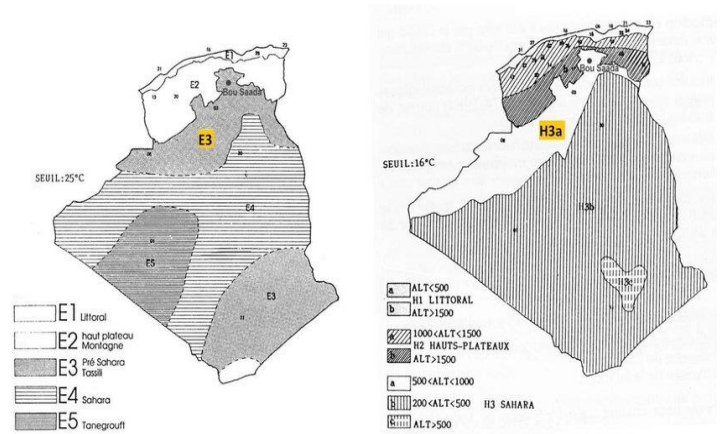 E1
E2
Bou Saada
E3
SEUIL:25°C
E4
E5
E3
E1 Littoral
E2 haut plateau
Montagne
E3 Pré Sahara
Tassili
E4 Sahara
E5 Tanegrouft
Bou Saada
H3a
SEUIL:16°C
H3b
H3c
a ALT<500
H1 LITTORAL
b ALT>1500
a 1000<ALT<1500
H2 HAUTS-PLATEAUX
b ALT>1500
a 500<ALT<1000
b 200<ALT<500 H3 SAHARA
c ALT>500